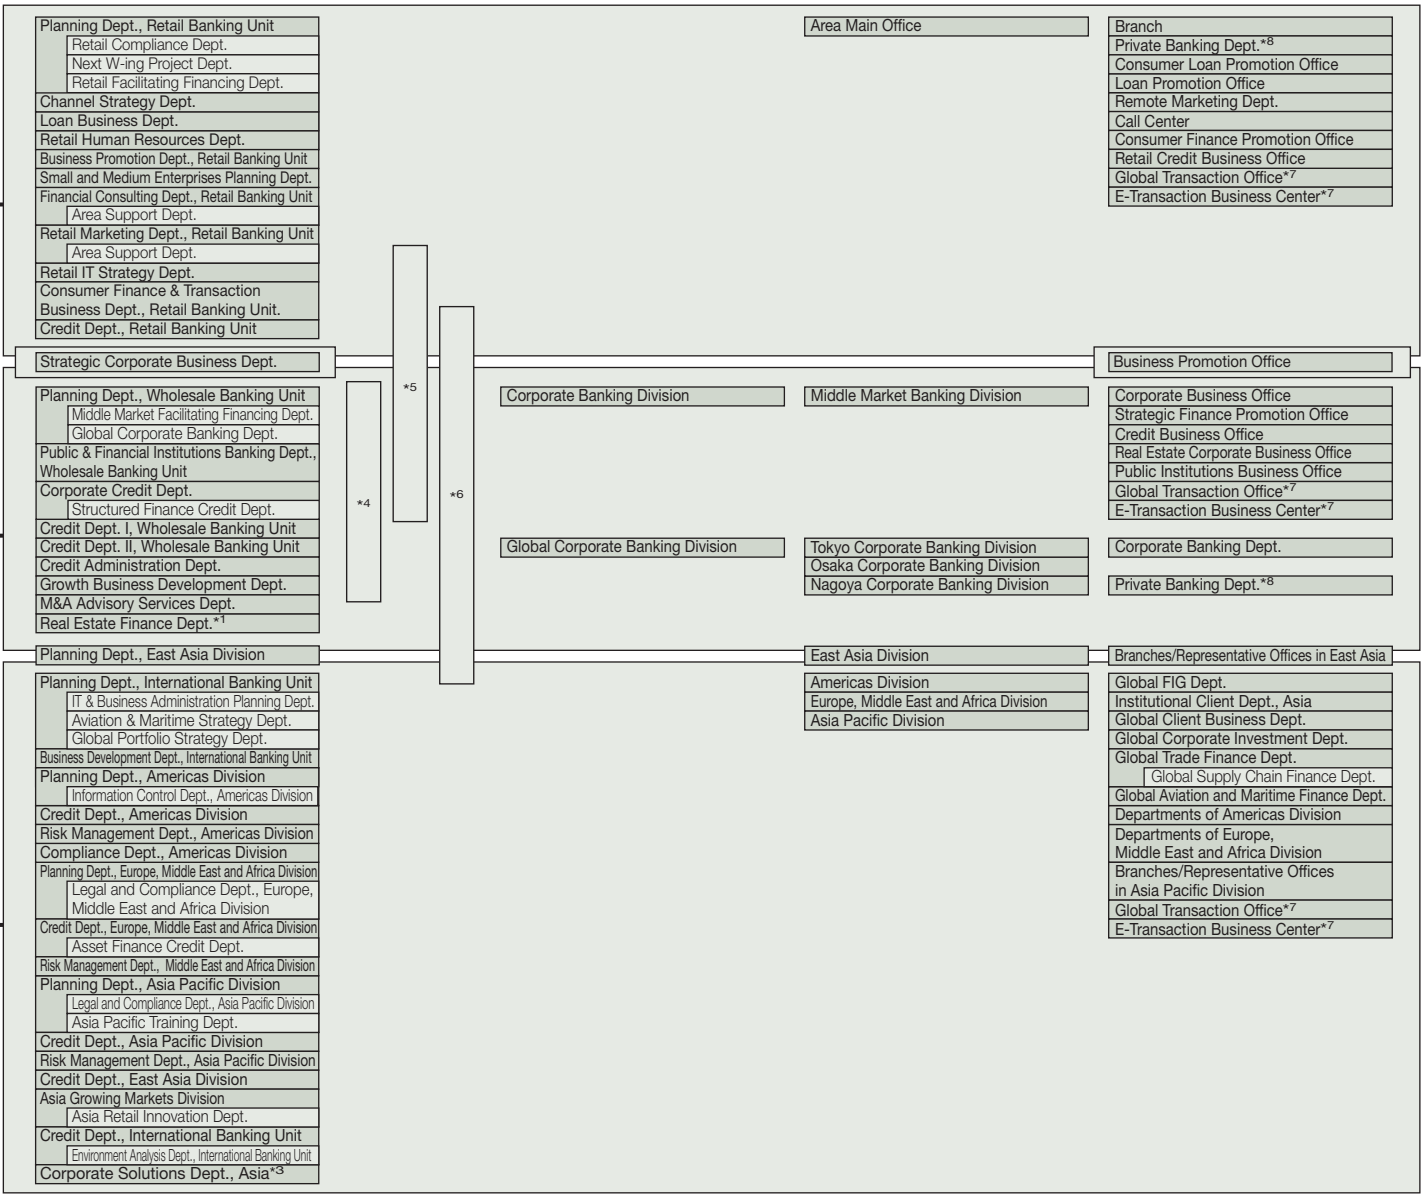 Planning Dept., Retail Banking Unit
Retail Compliance Dept.
Next W-ing Project Dept.
Retail Facilitating Financing Dept.
Channel Strategy Dept.
Loan Business Dept.
Retail Human Resources Dept.
Business Promotion Dept., Retail Banking Unit
Small and Medium Enterprises Planning Dept.
Financial Consulting Dept., Retail Banking Unit
Area Support Dept.
Retail Marketing Dept., Retail Banking Unit
Area Support Dept.
Retail IT Strategy Dept.
Consumer Finance & Transaction
Business Dept., Retail Banking Unit.
Credit Dept., Retail Banking Unit
Area Main Office
Branch
Private Banking Dept.*8
Consumer Loan Promotion Office
Loan Promotion Office
Remote Marketing Dept.
Call Center
Consumer Finance Promotion Office
Retail Credit Business Office
Global Transaction Office*7
E-Transaction Business Center*7
Strategic Corporate Business Dept.
Business Promotion Office
Planning Dept., Wholesale Banking Unit
Middle Market Facilitating Financing Dept.
Global Corporate Banking Dept.
Public & Financial Institutions Banking Dept.,
Wholesale Banking Unit
Corporate Credit Dept.
Structured Finance Credit Dept.
Credit Dept. I, Wholesale Banking Unit
Credit Dept. II, Wholesale Banking Unit
Credit Administration Dept.
Growth Business Development Dept.
M&A Advisory Services Dept.
Real Estate Finance Dept.*1
*4
*5
*6
Corporate Banking Division
Global Corporate Banking Division
Middle Market Banking Division
Tokyo Corporate Banking Division
Osaka Corporate Banking Division
Nagoya Corporate Banking Division
Corporate Business Office
Strategic Finance Promotion Office
Credit Business Office
Real Estate Corporate Business Office
Public Institutions Business Office
Global Transaction Office*7
E-Transaction Business Center*7
Corporate Banking Dept.
Private Banking Dept.*8
Planning Dept., East Asia Division
East Asia Division
Branches/Representative Offices in East Asia
Planning Dept., International Banking Unit
IT & Business Administration Planning Dept.
Aviation & Maritime Strategy Dept.
Global Portfolio Strategy Dept.
Business Development Dept., International Banking Unit
Planning Dept., Americas Division
Information Control Dept., Americas Division
Credit Dept., Americas Division
Risk Management Dept., Americas Division
Compliance Dept., Americas Division
Planning Dept., Europe, Middle East and Africa Division
Legal and Compliance Dept., Europe,
Middle East and Africa Division
Credit Dept., Europe, Middle East and Africa Division
Asset Finance Credit Dept.
Risk Management Dept., Middle East and Africa Division
Planning Dept., Asia Pacific Division
Legal and Compliance Dept., Asia Pacific Division
Asia Pacific Training Dept.
Credit Dept., Asia Pacific Division
Risk Management Dept., Asia Pacific Division
Credit Dept., East Asia Division
Asia Growing Markets Division
Asia Retail Innovation Dept.
Credit Dept., International Banking Unit
Environment Analysis Dept., International Banking Unit
Corporate Solutions Dept., Asia*3
Americas Division
Europe, Middle East and Africa Division
Asia Pacific Division
Global FIG Dept.
Institutional Client Dept., Asia
Global Client Business Dept.
Global Corporate Investment Dept.
Global Trade Finance Dept.
Global Supply Chain Finance Dept.
Global Aviation and Maritime Finance Dept.
Departments of Americas Division
Departments of Europe,
Middle East and Africa Division
Branches/Representative Offices
in Asia Pacific Division
Global Transaction Office*7
E-Transaction Business Center*7